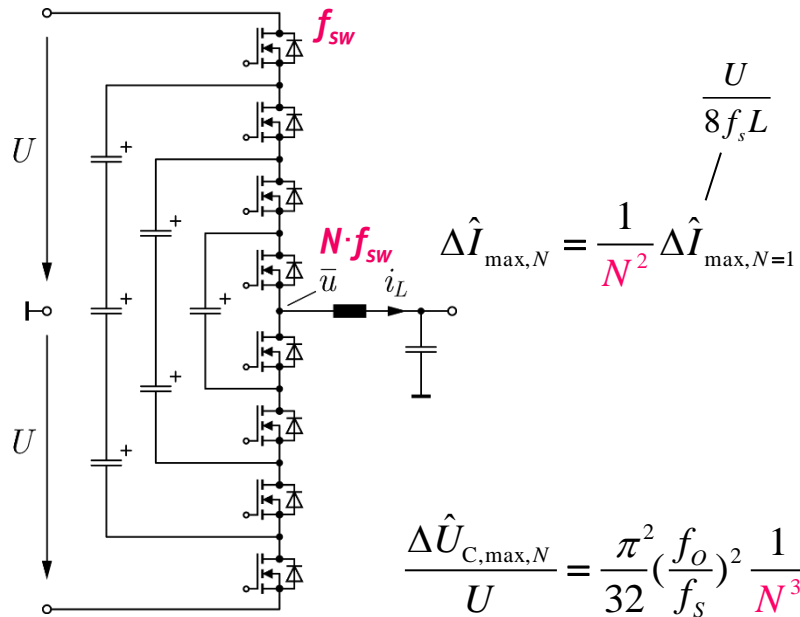 f_sw
U
+
+
+
U
8f_sL
U
N·f_sw
ū
i_L
ΔÎ_max,N = 1/N² ΔÎ_max,N=1
+
+
U
+
ΔÛ_C,max,N/U = π²/32 (f_O/f_S)² 1/N³